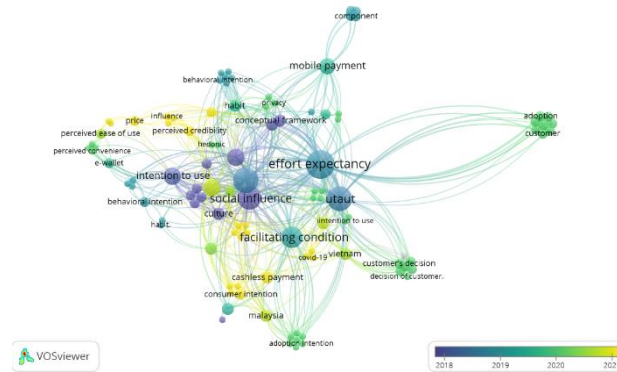 component
mobile payment
behavioral intention
habit
privacy
adoption
customer
price
influence
conceptual framework
perceived ease of use
perceived credibility
perceived convenience
hedonic
e-wallet
effort expectancy
intention to use
behavioral intention
social influence
utaut
culture
habit.
intention to use
facilitating condition
covid-19
vietnam
customer's decision
decision of customer.
cashless payment
consumer intention
malaysia
adoption intention
VOSviewer
2018 2019 2020